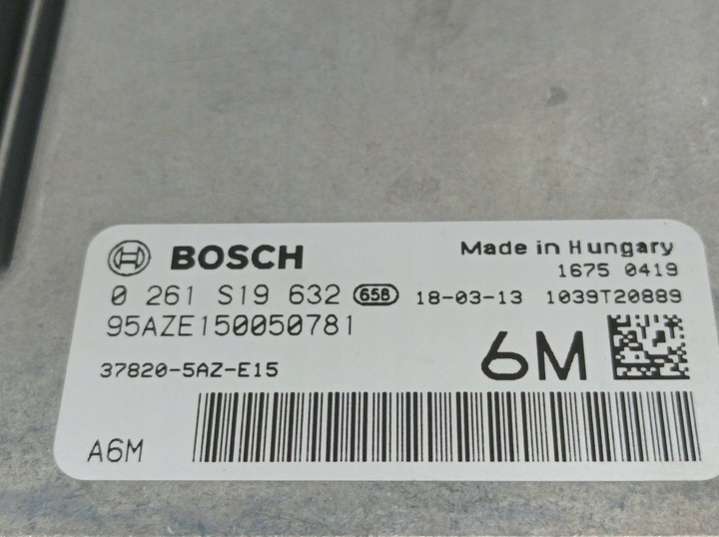 BOSCH Made in Hungary
1675 0419
0 261 S19 632 658 18-03-13 1039T20889
95AZE150050781
6M
37820-5AZ-E15
A6M